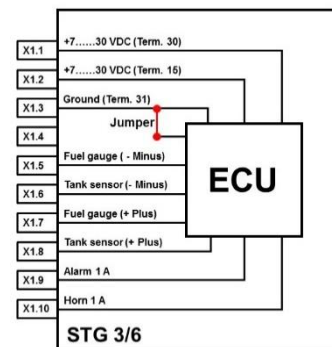 X1.1 +7......30 VDC (Term. 30)
X1.2 +7......30 VDC (Term. 15)
X1.3 Ground (Term. 31)
Jumper
X1.4
X1.5 Fuel gauge ( - Minus)
X1.6 Tank sensor (- Minus)
X1.7 Fuel gauge (+ Plus)
X1.8 Tank sensor (+ Plus)
X1.9 Alarm 1 A
X1.10 Horn 1 A
ECU
STG 3/6